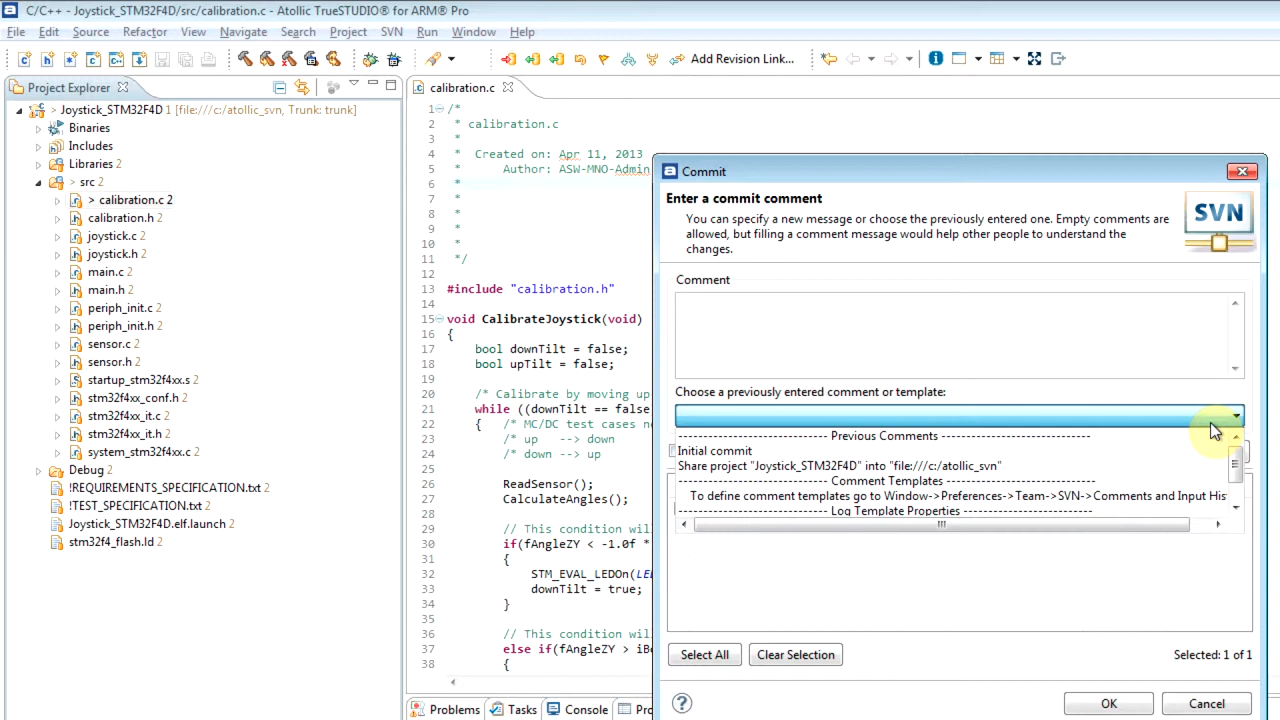 C/C++ - Joystick_STM32F4D/src/calibration.c - Atollic TrueSTUDIO® for ARM® Pro
File Edit Source Refactor View Navigate Search Project SVN Run Window Help
Add Revision Link...
Project Explorer
> Joystick_STM32F4D 1 [file:///c:/atollic_svn, Trunk: trunk]
Binaries
Includes
Libraries 2
> src 2
> calibration.c 2
calibration.h 2
joystick.c 2
joystick.h 2
main.c 2
main.h 2
periph_init.c 2
periph_init.h 2
sensor.c 2
sensor.h 2
startup_stm32f4xx.s 2
stm32f4xx_conf.h 2
stm32f4xx_it.c 2
stm32f4xx_it.h 2
system_stm32f4xx.c 2
Debug 2
!REQUIREMENTS_SPECIFICATION.txt 2
!TEST_SPECIFICATION.txt 2
Joystick_STM32F4D.elf.launch 2
stm32f4_flash.ld 2
calibration.c
1 /*
2 * calibration.c
3 *
4 * Created on: Apr 11, 2013
5 * Author: ASW-MNO-Admin
6 *
7 *
8 *
9 *
10 *
11 */
12
13 #include "calibration.h"
14
15 void CalibrateJoystick(void)
16 {
17 bool downTilt = false;
18 bool upTilt = false;
19
20 /* Calibrate by moving up
21 while ((downTilt == false
22 { /* MC/DC test cases n
23 /* up --> down
24 /* down --> up
25
26 ReadSensor();
27 CalculateAngles();
28
29 // This condition will
30 if(fAngleZY < -1.0f *
31 {
32 STM_EVAL_LEDOn(LE
33 downTilt = true;
34 }
35
36 // This condition will
37 else if(fAngleZY > iBe
38 {
Problems Tasks Console Pro
Commit
Enter a commit comment
You can specify a new message or choose the previously entered one. Empty comments are
allowed, but filling a comment message would help other people to understand the
changes.
SVN
Comment
Choose a previously entered comment or template:
---------------------------- Previous Comments ----------------------------
Initial commit
Share project "Joystick_STM32F4D" into "file:///c:/atollic_svn"
---------------------------- Comment Templates ----------------------------
To define comment templates go to Window->Preferences->Team->SVN->Comments and Input His
---------------------------- Log Template Properties ------------------------
Select All Clear Selection Selected: 1 of 1
OK Cancel